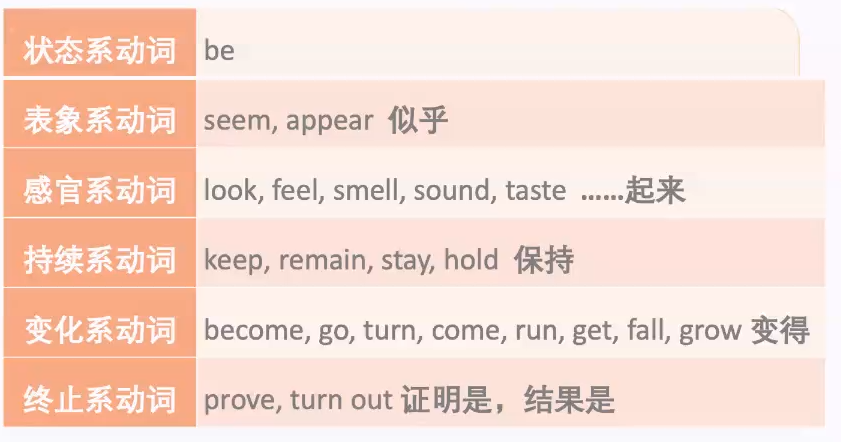 状态系动词 be
表象系动词 seem, appear 似乎
感官系动词 look, feel, smell, sound, taste ……起来
持续系动词 keep, remain, stay, hold 保持
变化系动词 become, go, turn, come, run, get, fall, grow 变得
终止系动词 prove, turn out 证明是，结果是